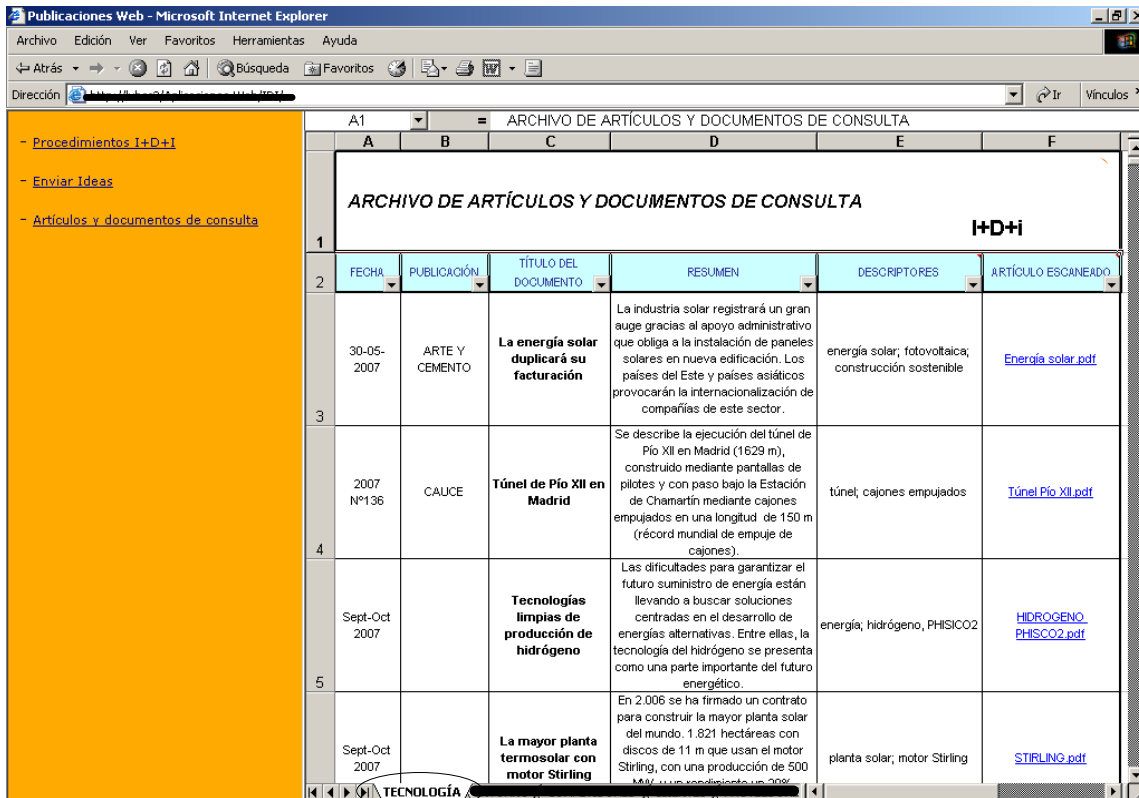 Publicaciones Web - Microsoft Internet Explorer
Archivo Edición Ver Favoritos Herramientas Ayuda
Atrás Búsqueda Favoritos
Dirección Ir Vínculos
- Procedimientos I+D+I
- Enviar Ideas
- Artículos y documentos de consulta
A1 = ARCHIVO DE ARTÍCULOS Y DOCUMENTOS DE CONSULTA
A B C D E F
1
ARCHIVO DE ARTÍCULOS Y DOCUMENTOS DE CONSULTA
I+D+i
2
FECHA
PUBLICACIÓN
TÍTULO DEL
DOCUMENTO
RESUMEN
DESCRIPTORES
ARTÍCULO ESCANEADO
3
30-05-
2007
ARTE Y
CEMENTO
La energía solar
duplicará su
facturación
La industria solar registrará un gran
auge gracias al apoyo administrativo
que obliga a la instalación de paneles
solares en nueva edificación. Los
países del Este y países asiáticos
provocarán la internacionalización de
compañías de este sector.
energía solar; fotovoltaica;
construcción sostenible
Energía solar.pdf
4
2007
Nº136
CAUCE
Túnel de Pío XII en
Madrid
Se describe la ejecución del túnel de
Pío XII en Madrid (1629 m),
construido mediante pantallas de
pilotes y con paso bajo la Estación
de Chamartín mediante cajones
empujados en una longitud de 150 m
(récord mundial de empuje de
cajones).
túnel; cajones empujados
Túnel Pío XII.pdf
5
Sept-Oct
2007
Tecnologías
limpias de
producción de
hidrógeno
Las dificultades para garantizar el
futuro suministro de energía están
llevando a buscar soluciones
centradas en el desarrollo de
energías alternativas. Entre ellas, la
tecnología del hidrógeno se presenta
como una parte importante del futuro
energético.
energía; hidrógeno, PHISICO2
HIDROGENO
PHISCO2.pdf
Sept-Oct
2007
La mayor planta
termosolar con
motor Stirling
En 2.006 se ha firmado un contrato
para construir la mayor planta solar
del mundo. 1.821 hectáreas con
discos de 11 m que usan el motor
Stirling, con una producción de 500
MW, y un rendimiento un
planta solar; motor Stirling
STIRLING.pdf
TECNOLOGÍA